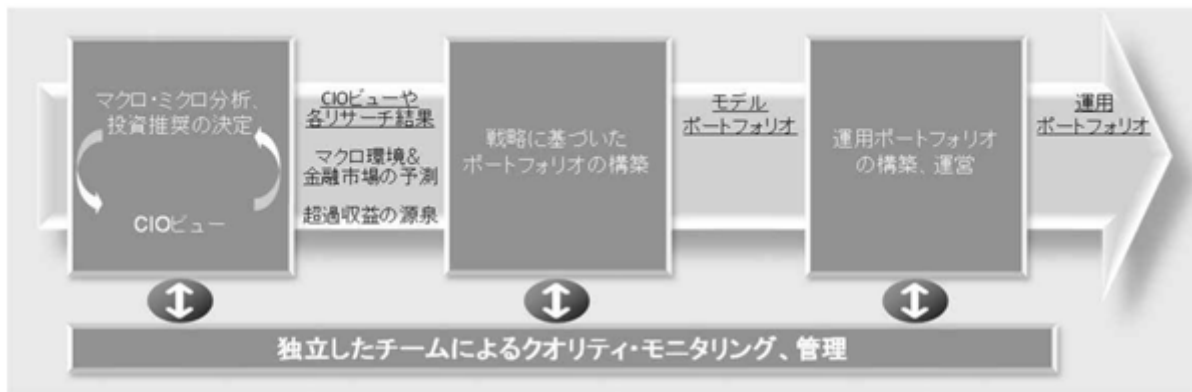 マクロ・ミクロ分析、
投資推奨の決定
CIOビュー
CIOビューや
各リサーチ結果
マクロ環境&
金融市場の予測
超過収益の源泉
戦略に基づいた
ポートフォリオの構築
モデル
ポートフォリオ
運用ポートフォリオ
の構築、運営
運用
ポートフォリオ
独立したチームによるクオリティ・モニタリング、管理